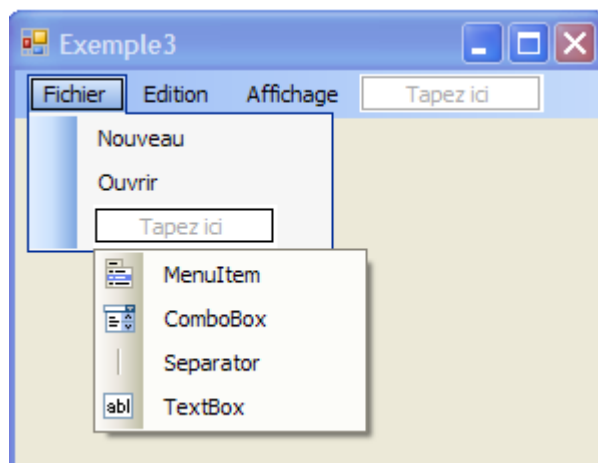 Exemple3
Fichier Edition Affichage Tapez ici
Nouveau
Ouvrir
Tapez ici
MenuItem
ComboBox
Separator
abl TextBox